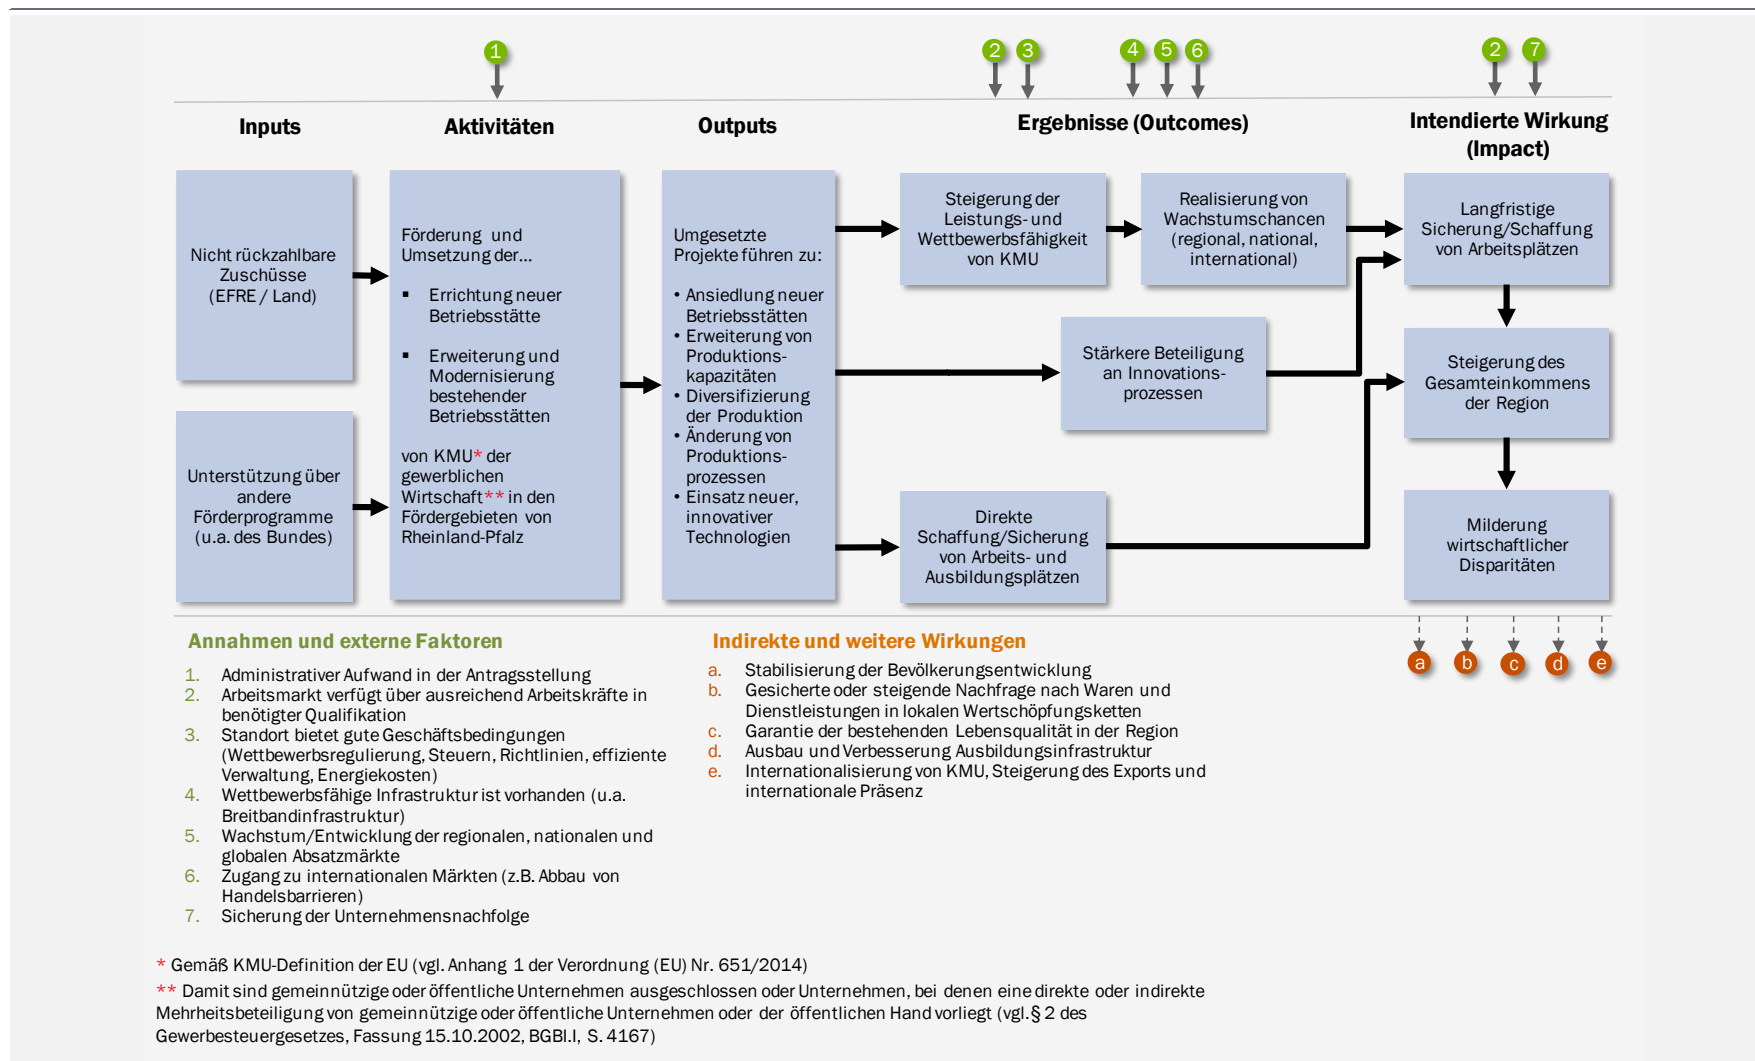 1
2
3
4
5
6
2
7
Inputs
Aktivitäten
Outputs
Ergebnisse (Outcomes)
Intendierte Wirkung
(Impact)
Nicht rückzahlbare
Zuschüsse
(EFRE / Land)
Unterstützung über
andere
Förderprogramme
(u.a. des Bundes)
Förderung und
Umsetzung der...
▪ Errichtung neuer
Betriebsstätte
▪ Erweiterung und
Modernisierung
bestehender
Betriebsstätten
von KMU* der
gewerblichen
Wirtschaft** in den
Fördergebieten von
Rheinland-Pfalz
Umgesetzte
Projekte führen zu:
• Ansiedlung neuer
Betriebstätten
• Erweiterung von
Produktions-
kapazitäten
• Diversifizierung
der Produktion
• Änderung von
Produktions-
prozessen
• Einsatz neuer,
innovativer
Technologien
Steigerung der
Leistungs- und
Wettbewerbsfähigkeit
von KMU
Realisierung von
Wachstumschancen
(regional, national,
international)
Stärkere Beteiligung
an Innovations-
prozessen
Direkte
Schaffung/Sicherung
von Arbeits- und
Ausbildungsplätzen
Langfristige
Sicherung/Schaffung
von Arbeitsplätzen
Steigerung des
Gesamteinkommens
der Region
Milderung
wirtschaftlicher
Disparitäten
a
b
c
d
e
Annahmen und externe Faktoren
1. Administrativer Aufwand in der Antragsstellung
2. Arbeitsmarkt verfügt über ausreichend Arbeitskräfte in
benötigter Qualifikation
3. Standort bietet gute Geschäftsbedingungen
(Wettbewerbsregulierung, Steuern, Richtlinien, effiziente
Verwaltung, Energiekosten)
4. Wettbewerbsfähige Infrastruktur ist vorhanden (u.a.
Breitbandinfrastruktur)
5. Wachstum/Entwicklung der regionalen, nationalen und
globalen Absatzmärkte
6. Zugang zu internationalen Märkten (z.B. Abbau von
Handelsbarrieren)
7. Sicherung der Unternehmensnachfolge
Indirekte und weitere Wirkungen
a. Stabilisierung der Bevölkerungsentwicklung
b. Gesicherte oder steigende Nachfrage nach Waren und
Dienstleistungen in lokalen Wertschöpfungsketten
c. Garantie der bestehenden Lebensqualität in der Region
d. Ausbau und Verbesserung Ausbildungsinfrastruktur
e. Internationalisierung von KMU, Steigerung des Exports und
internationale Präsenz
* Gemäß KMU-Definition der EU (vgl. Anhang 1 der Verordnung (EU) Nr. 651/2014)
** Damit sind gemeinnützige oder öffentliche Unternehmen ausgeschlossen oder Unternehmen, bei denen eine direkte oder indirekte
Mehrheitsbeteiligung von gemeinnützige oder öffentliche Unternehmen oder der öffentlichen Hand vorliegt (vgl. § 2 des
Gewerbesteuergesetzes, Fassung 15.10.2002, BGBl.I, S. 4167)